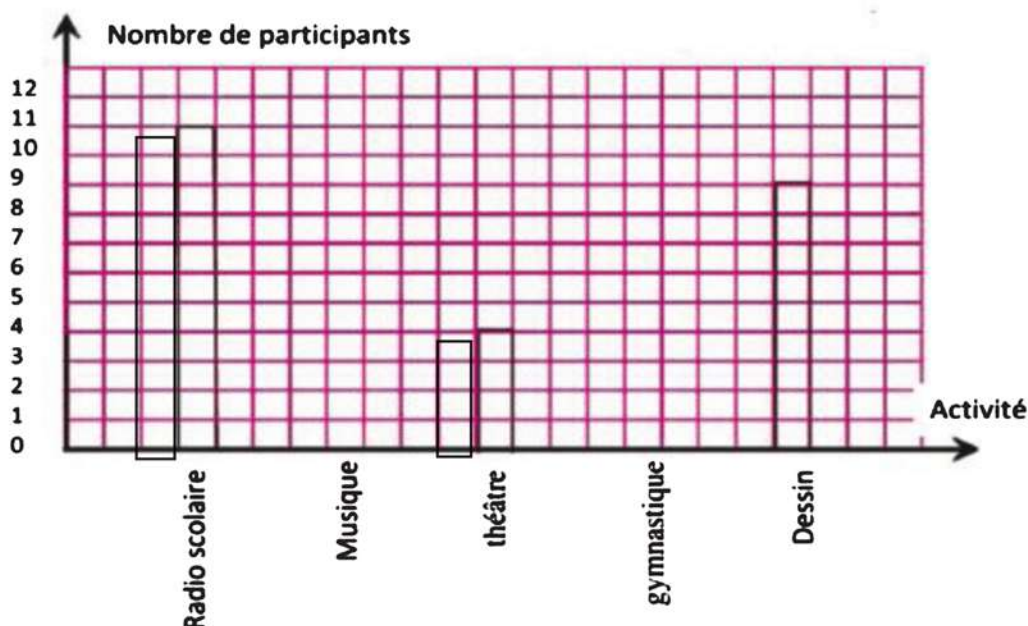 Nombre de participants
12
11
10
9
8
7
6
5
4
3
2
1
0
Activité
Radio scolaire
Musique
théâtre
gymnastique
Dessin